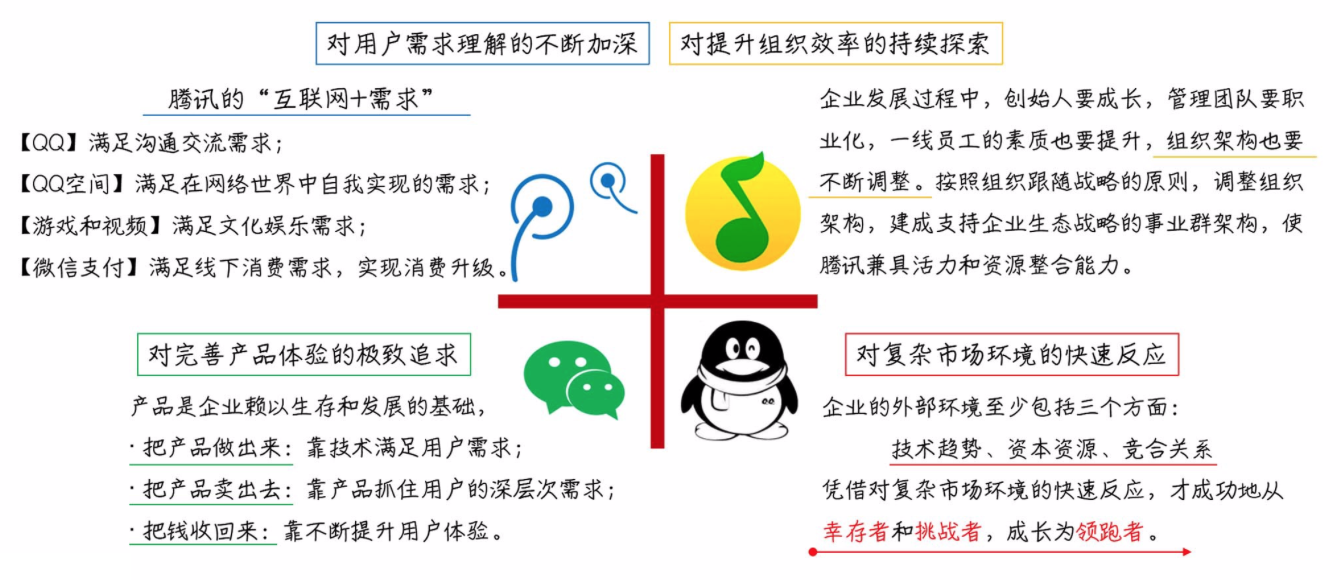 对用户需求理解的不断加深
腾讯的“互联网+需求”
【QQ】满足沟通交流需求；
【QQ空间】满足在网络世界中自我实现的需求；
【游戏和视频】满足文化娱乐需求；
【微信支付】满足线下消费需求，实现消费升级。
对提升组织效率的持续探索
企业发展过程中，创始人要成长，管理团队要职
业化，一线员工的素质也要提升，组织架构也要
不断调整。按照组织跟随战略的原则，调整组织
架构，建成支持企业生态战略的事业群架构，使
腾讯兼具活力和资源整合能力。
对完善产品体验的极致追求
产品是企业赖以生存和发展的基础，
·把产品做出来：靠技术满足用户需求；
·把产品卖出去：靠产品抓住用户的深层次需求；
·把钱收回来：靠不断提升用户体验。
对复杂市场环境的快速反应
企业的外部环境至少包括三个方面：
技术趋势、资本资源、竞合关系
凭借对复杂市场环境的快速反应，才成功地从
幸存者和挑战者，成长为领跑者。